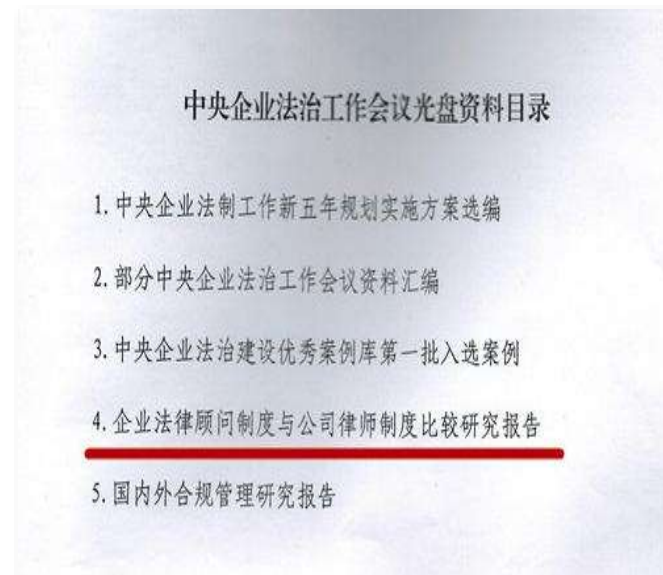 中央企业法治工作会议光盘资料目录
1.中央企业法制工作新五年规划实施方案选编
2.部分中央企业法治工作会议资料汇编
3.中央企业法治建设优秀案例库第一批入选案例
4.企业法律顾问制度与公司律师制度比较研究报告
5.国内外合规管理研究报告